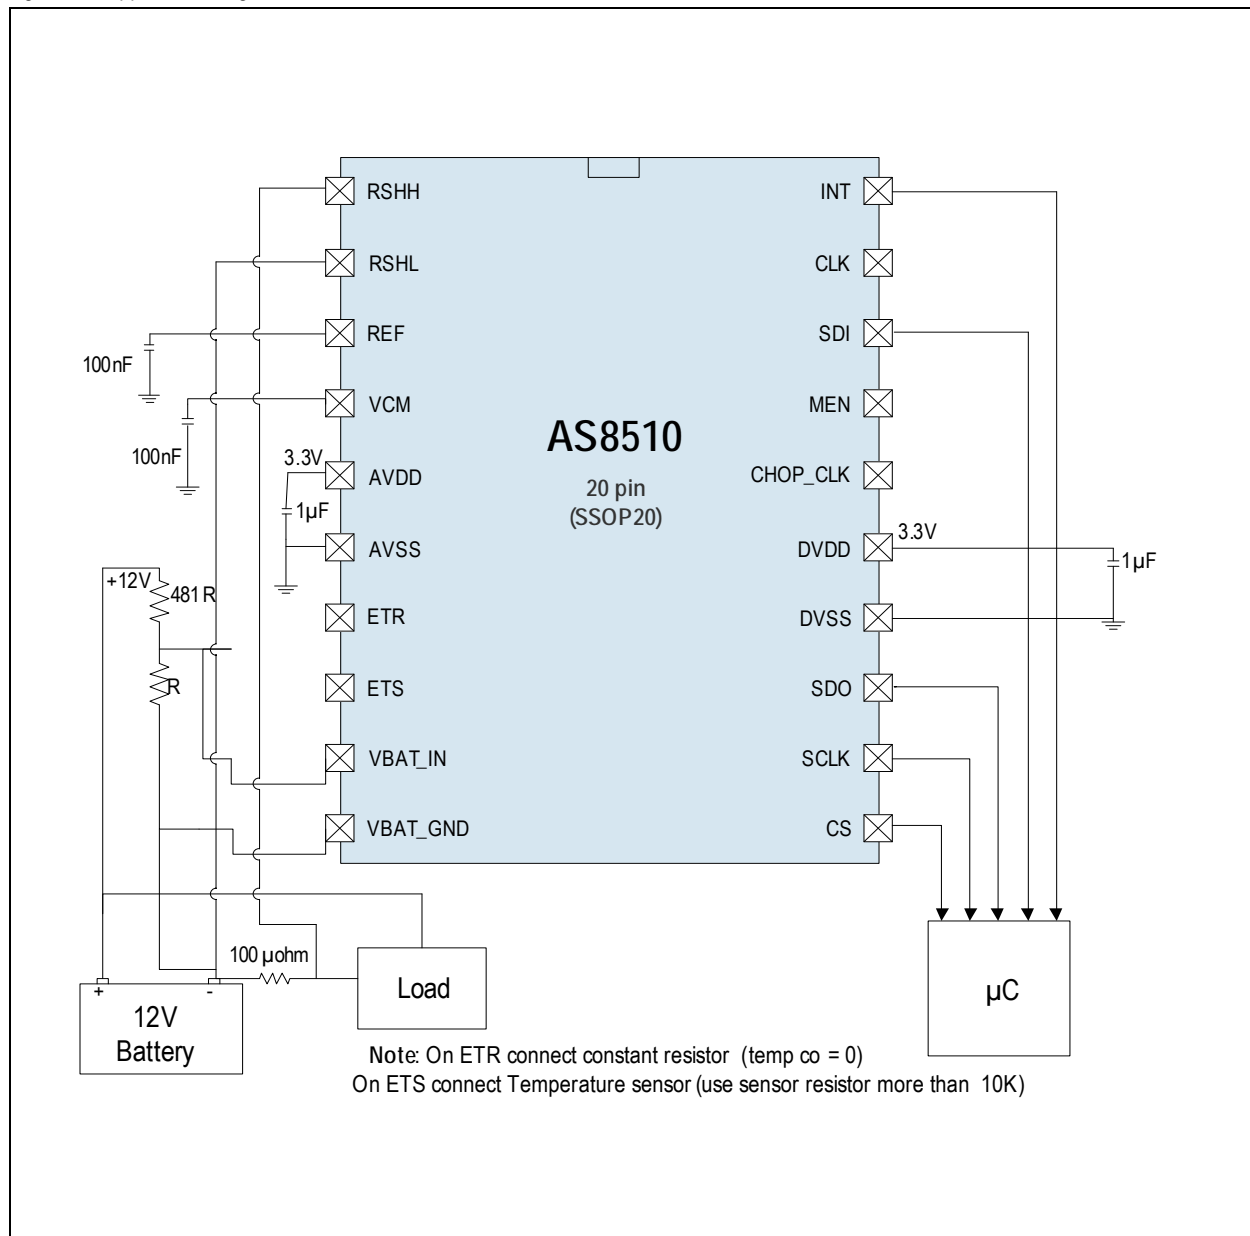 RSHH
INT
RSHL
CLK
REF
SDI
100nF
VCM
MEN
AS8510
100nF
3.3V
AVDD
20 pin
CHOP_CLK
1µF
(SSOP20)
AVSS
DVDD
3.3V
1µF
+12V
481R
ETR
DVSS
R
ETS
SDO
VBAT_IN
SCLK
VBAT_GND
CS
100 µohm
Load
µC
+
-
12V
Battery
Note: On ETR connect constant resistor (temp co = 0)
On ETS connect Temperature sensor (use sensor resistor more than 10K)